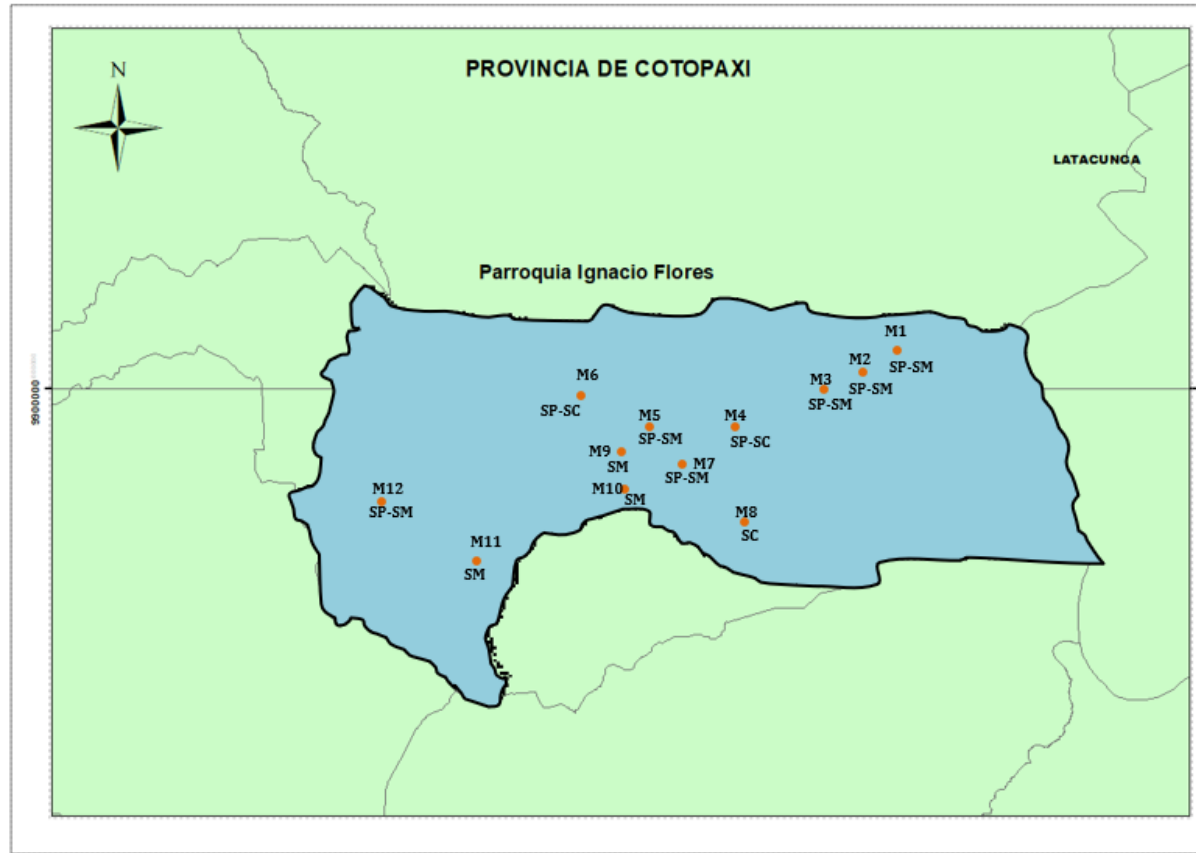 PROVINCIA DE COTOPAXI
N
LATACUNGA
Parroquia Ignacio Flores
M1
SP-SM
M2
SP-SM
M3
SP-SM
M6
SP-SC
M5
SP-SM
M4
SP-SC
M9
SM
M7
SP-SM
M10
SM
M12
SP-SM
M8
SC
M11
SM
9900000